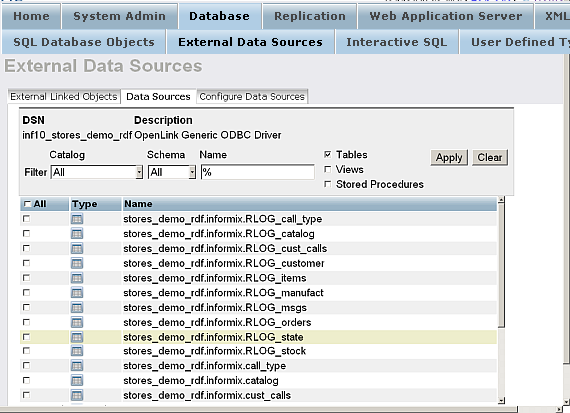 Home System Admin Database Replication Web Application Server XML
SQL Database Objects External Data Sources Interactive SQL User Defined Ty
External Data Sources
External Linked Objects Data Sources Configure Data Sources
DSN Description
inf10_stores_demo_rdf OpenLink Generic ODBC Driver
Catalog Schema Name Tables Apply Clear
Filter All All % Views
Stored Procedures
All Type Name
stores_demo_rdf.informix.RLOG_call_type
stores_demo_rdf.informix.RLOG_catalog
stores_demo_rdf.informix.RLOG_cust_calls
stores_demo_rdf.informix.RLOG_customer
stores_demo_rdf.informix.RLOG_items
stores_demo_rdf.informix.RLOG_manufact
stores_demo_rdf.informix.RLOG_msgs
stores_demo_rdf.informix.RLOG_orders
stores_demo_rdf.informix.RLOG_state
stores_demo_rdf.informix.RLOG_stock
stores_demo_rdf.informix.call_type
stores_demo_rdf.informix.catalog
stores_demo_rdf.informix.cust_calls